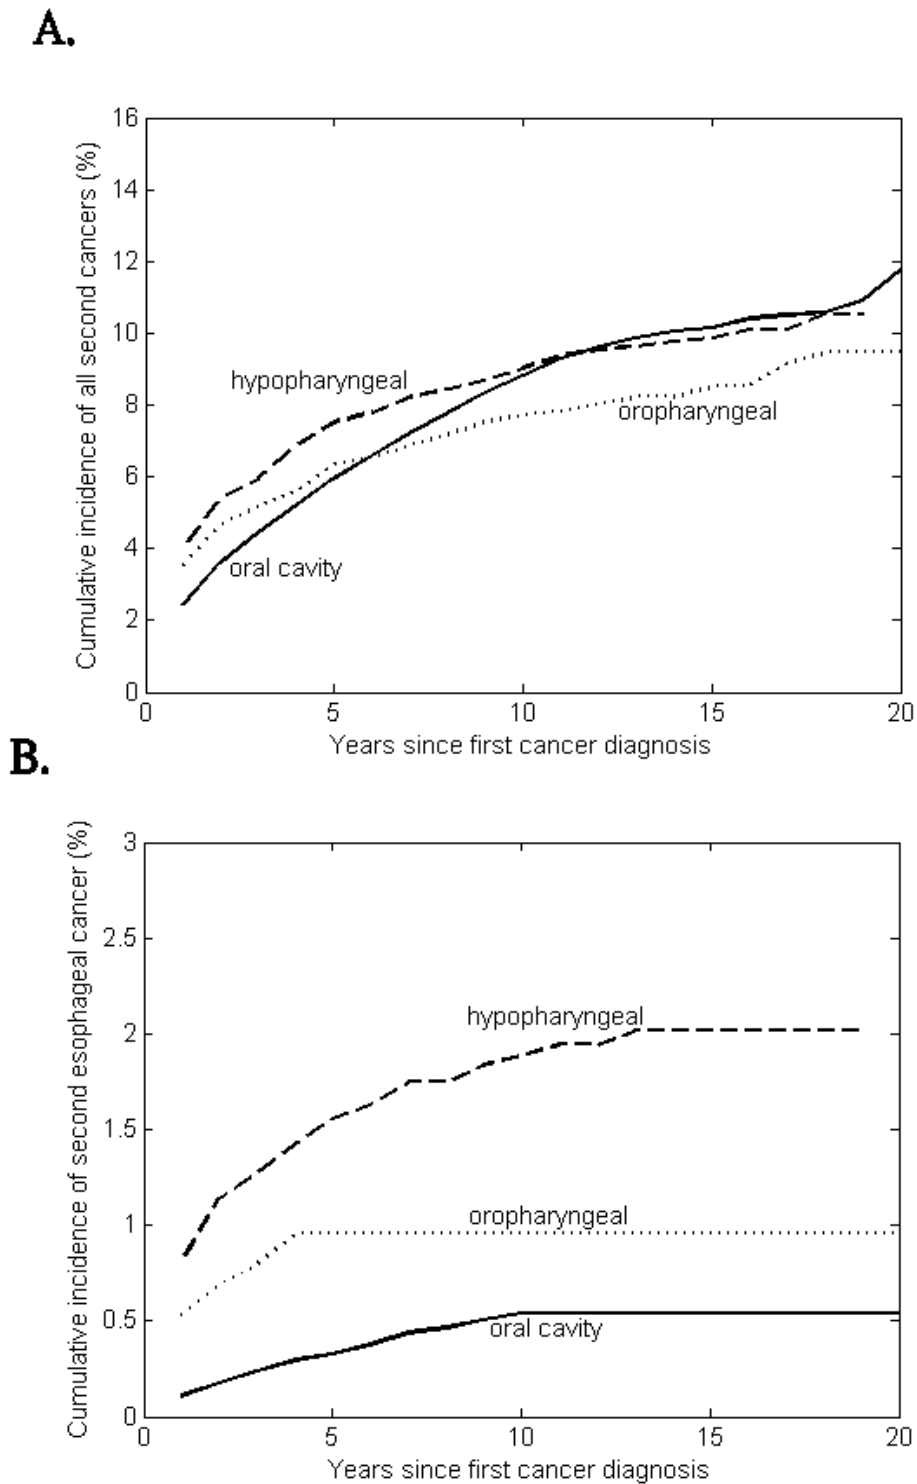 A.
Cumulative incidence of all second cancers (%)
16
14
12
10
8
6
4
2
0
hypopharyngeal
oropharyngeal
oral cavity
0 5 10 15 20
Years since first cancer diagnosis
B.
Cumulative incidence of second esophageal cancer (%)
3
2.5
2
1.5
1
0.5
0
hypopharyngeal
oropharyngeal
oral cavity
0 5 10 15 20
Years since first cancer diagnosis